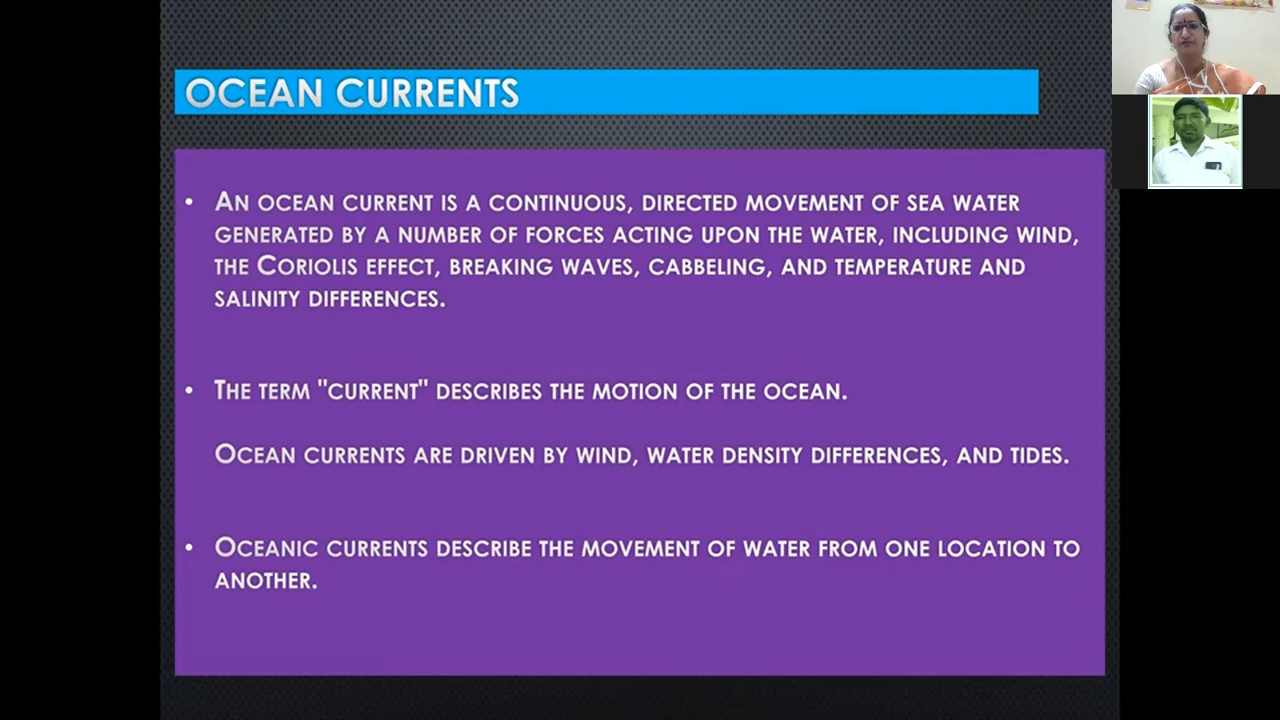 OCEAN CURRENTS
• AN OCEAN CURRENT IS A CONTINUOUS, DIRECTED MOVEMENT OF SEA WATER
GENERATED BY A NUMBER OF FORCES ACTING UPON THE WATER, INCLUDING WIND,
THE CORIOLIS EFFECT, BREAKING WAVES, CABBELING, AND TEMPERATURE AND
SALINITY DIFFERENCES.
• THE TERM "CURRENT" DESCRIBES THE MOTION OF THE OCEAN.
OCEAN CURRENTS ARE DRIVEN BY WIND, WATER DENSITY DIFFERENCES, AND TIDES.
• OCEANIC CURRENTS DESCRIBE THE MOVEMENT OF WATER FROM ONE LOCATION TO
ANOTHER.